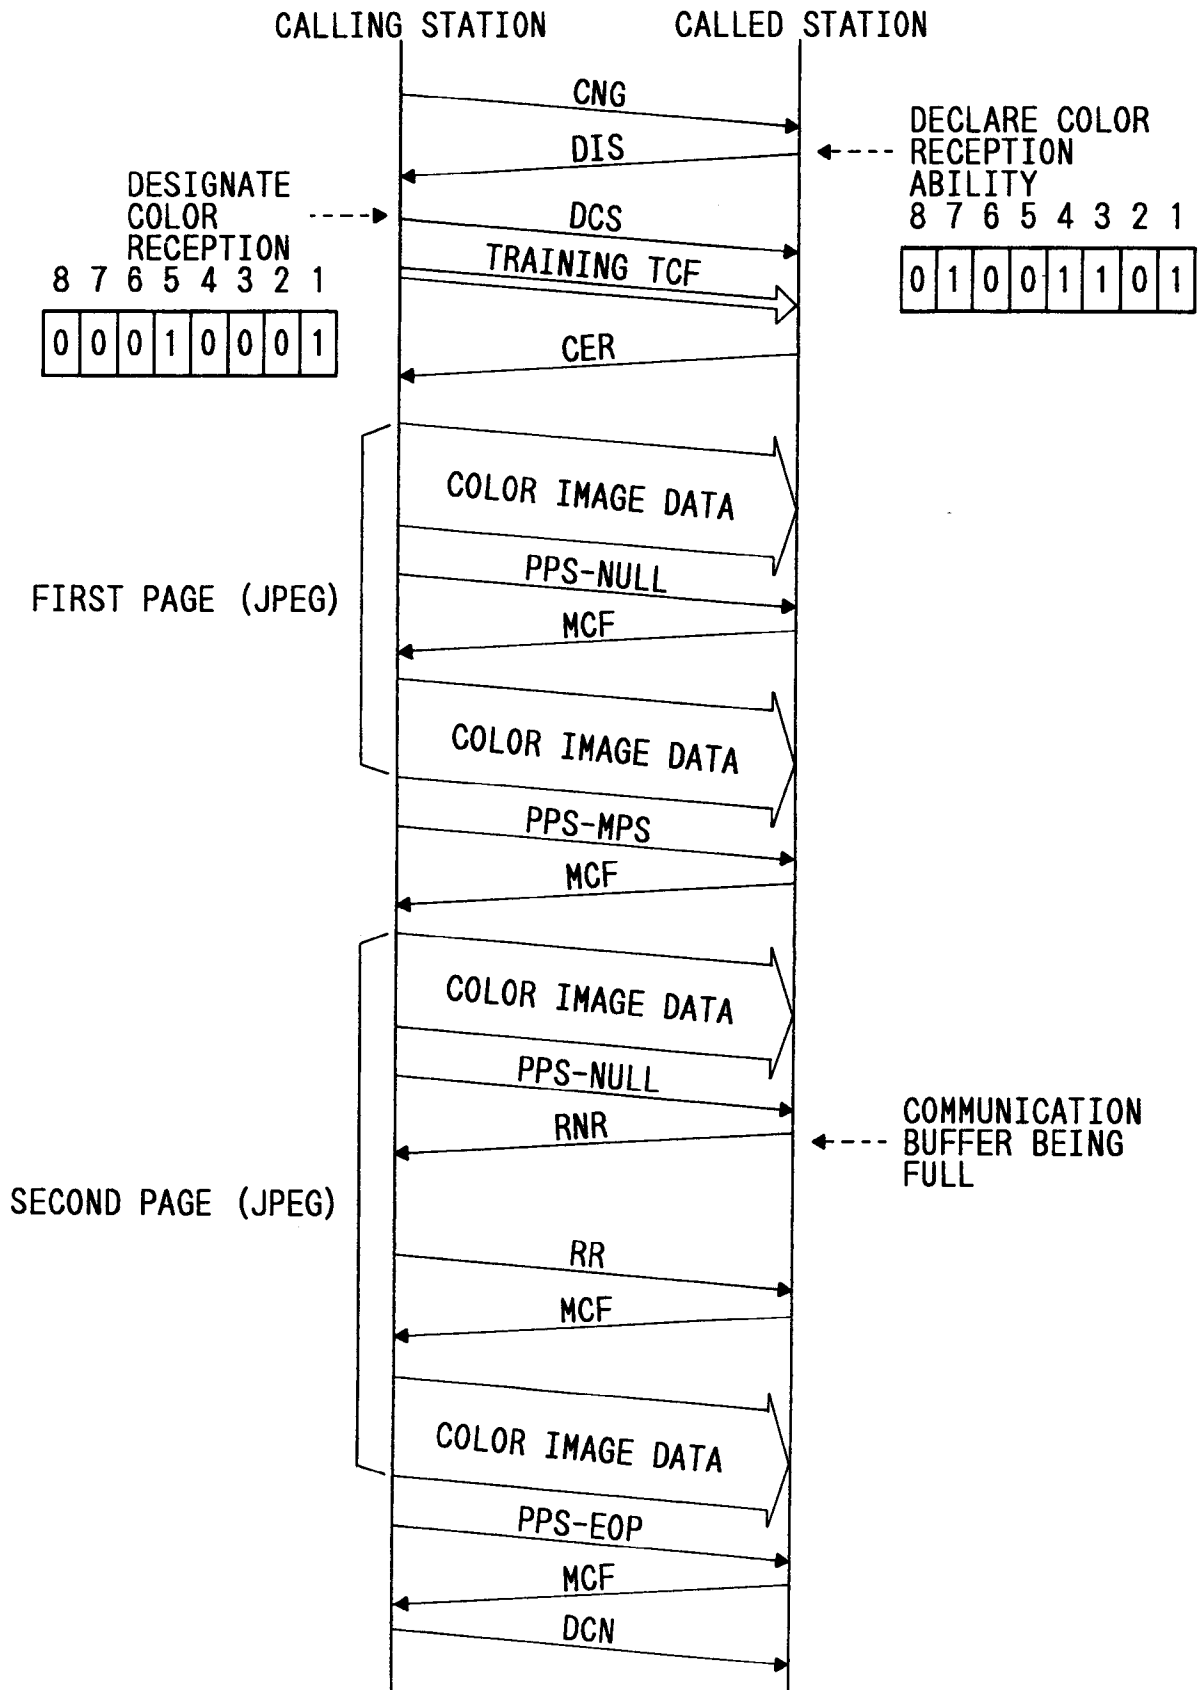 CALLING STATION
CALLED STATION
CNG
DIS
DECLARE COLOR
RECEPTION
ABILITY
8 7 6 5 4 3 2 1
0 1 0 0 1 1 0 1
DESIGNATE
COLOR
RECEPTION
8 7 6 5 4 3 2 1
0 0 0 1 0 0 0 1
DCS
TRAINING TCF
CER
COLOR IMAGE DATA
PPS-NULL
FIRST PAGE (JPEG)
MCF
COLOR IMAGE DATA
PPS-MPS
MCF
COLOR IMAGE DATA
PPS-NULL
RNR
COMMUNICATION
BUFFER BEING
FULL
SECOND PAGE (JPEG)
RR
MCF
COLOR IMAGE DATA
PPS-EOP
MCF
DCN